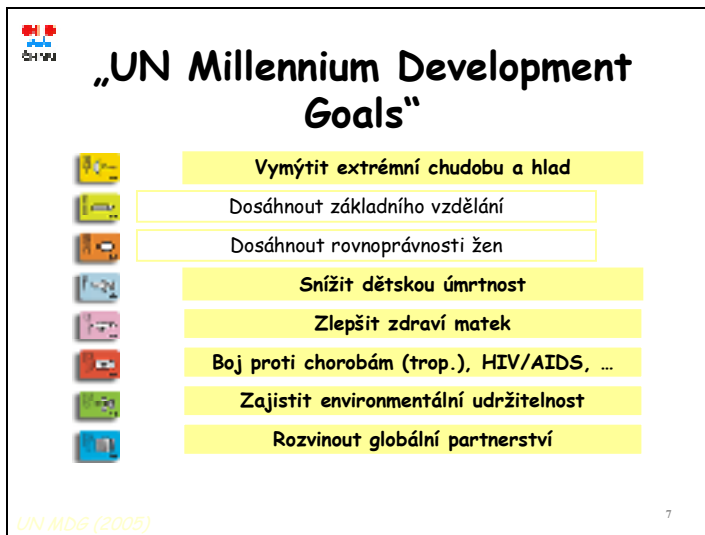 „UN Millennium Development
Goals“
Vymýtit extrémní chudobu a hlad
Dosáhnout základního vzdělání
Dosáhnout rovnoprávnosti žen
Snížit dětskou úmrtnost
Zlepšit zdraví matek
Boj proti chorobám (trop.), HIV/AIDS, …
Zajistit environmentální udržitelnost
Rozvinout globální partnerství
UN MDG (2005)
7